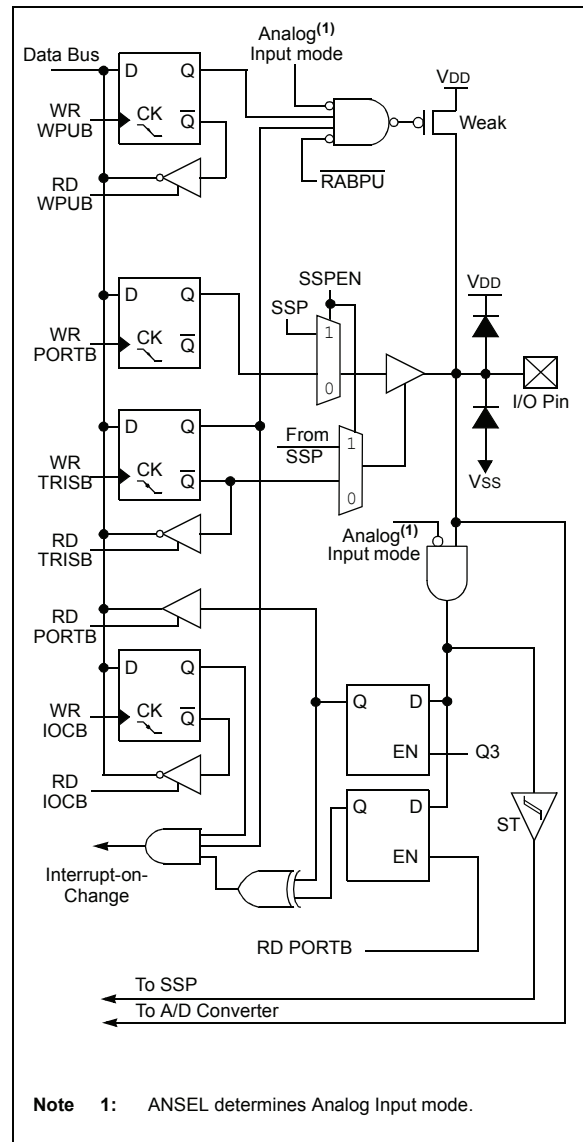 Analog(1)
Input mode
Data Bus
D
Q
VDD
WR
WPUB
CK
Q
Weak
RD
WPUB
RABPU
SSPEN
D
Q
SSP
VDD
1
WR
PORTB
CK
Q
0
I/O Pin
D
Q
From
SSP
1
WR
TRISB
CK
Q
VSS
0
Analog(1)
Input mode
RD
TRISB
RD
PORTB
D
Q
Q
D
WR
IOCB
CK
Q
EN
Q3
RD
IOCB
Q
D
ST
EN
Interrupt-on-
Change
RD PORTB
To SSP
To A/D Converter
Note 1: ANSEL determines Analog Input mode.